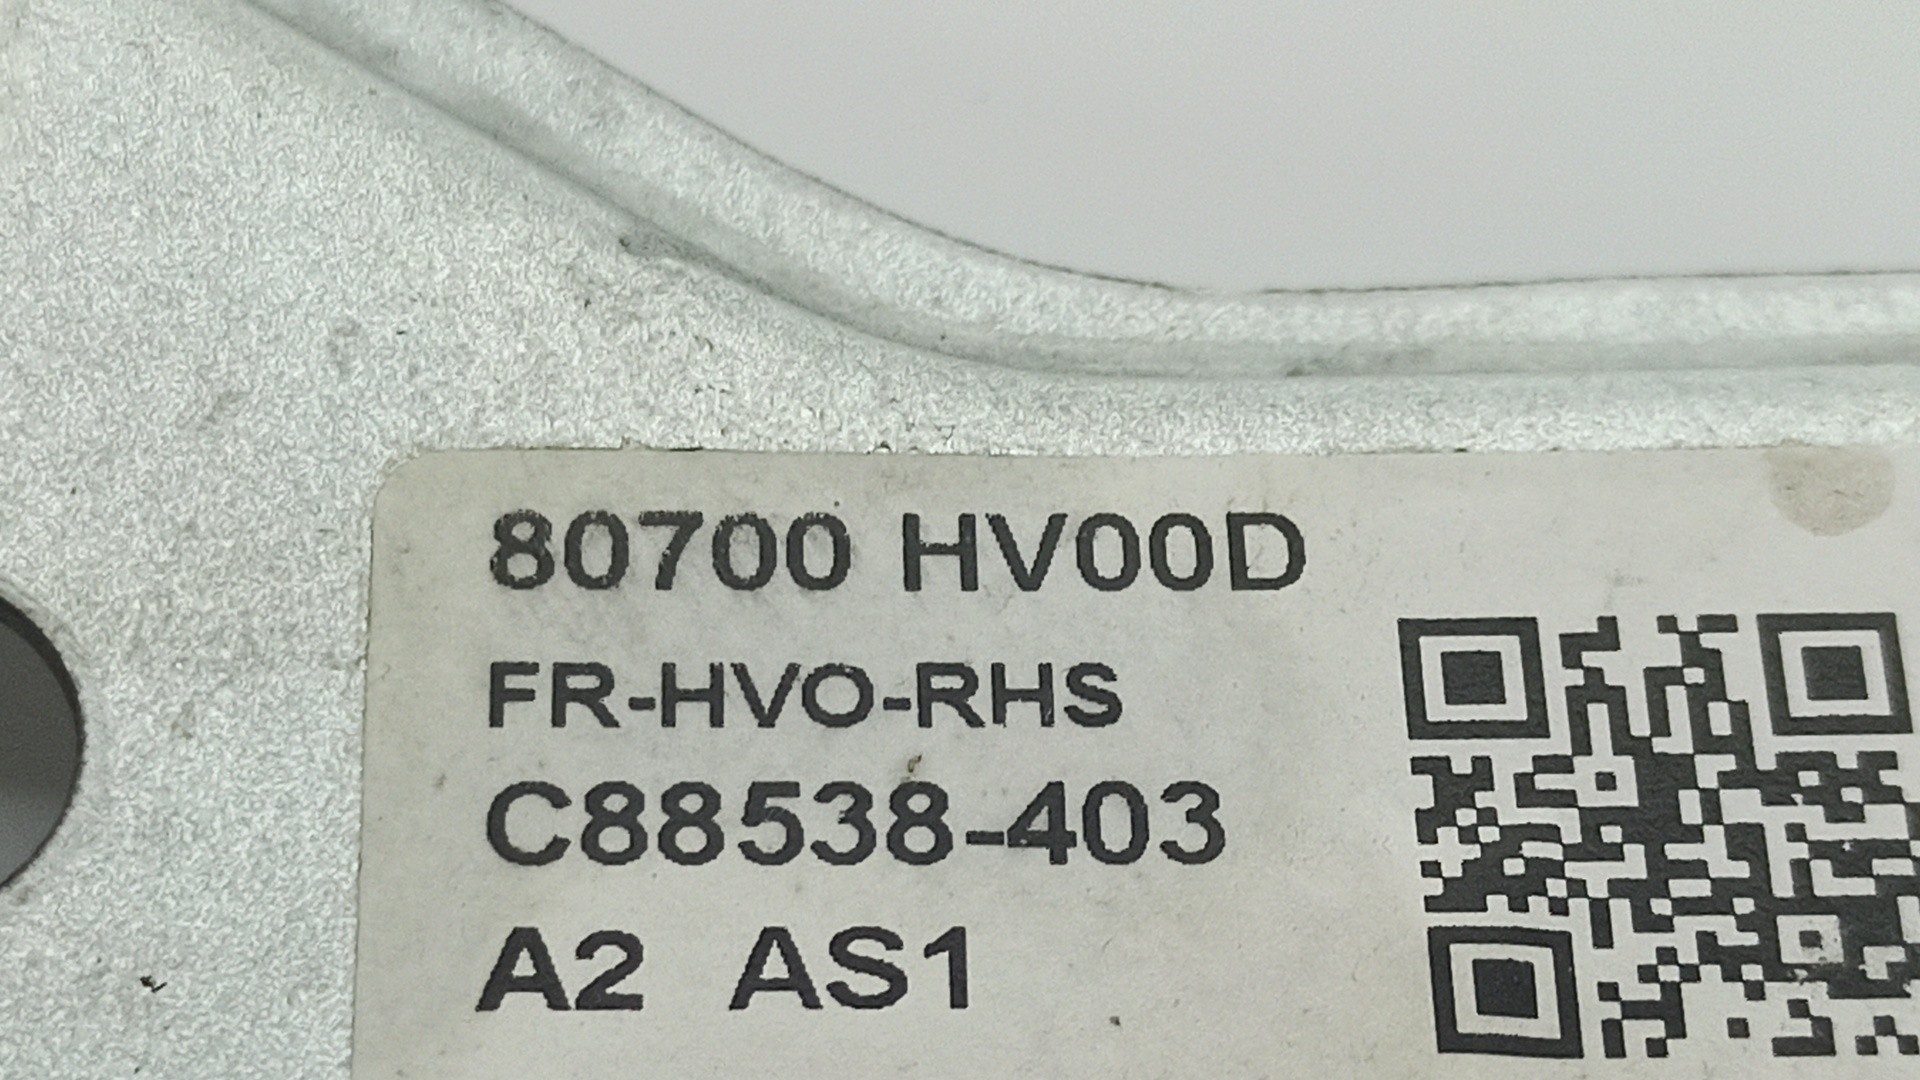 80700 HV00D
FR-HVO-RHS
C88538-403
A2 AS1